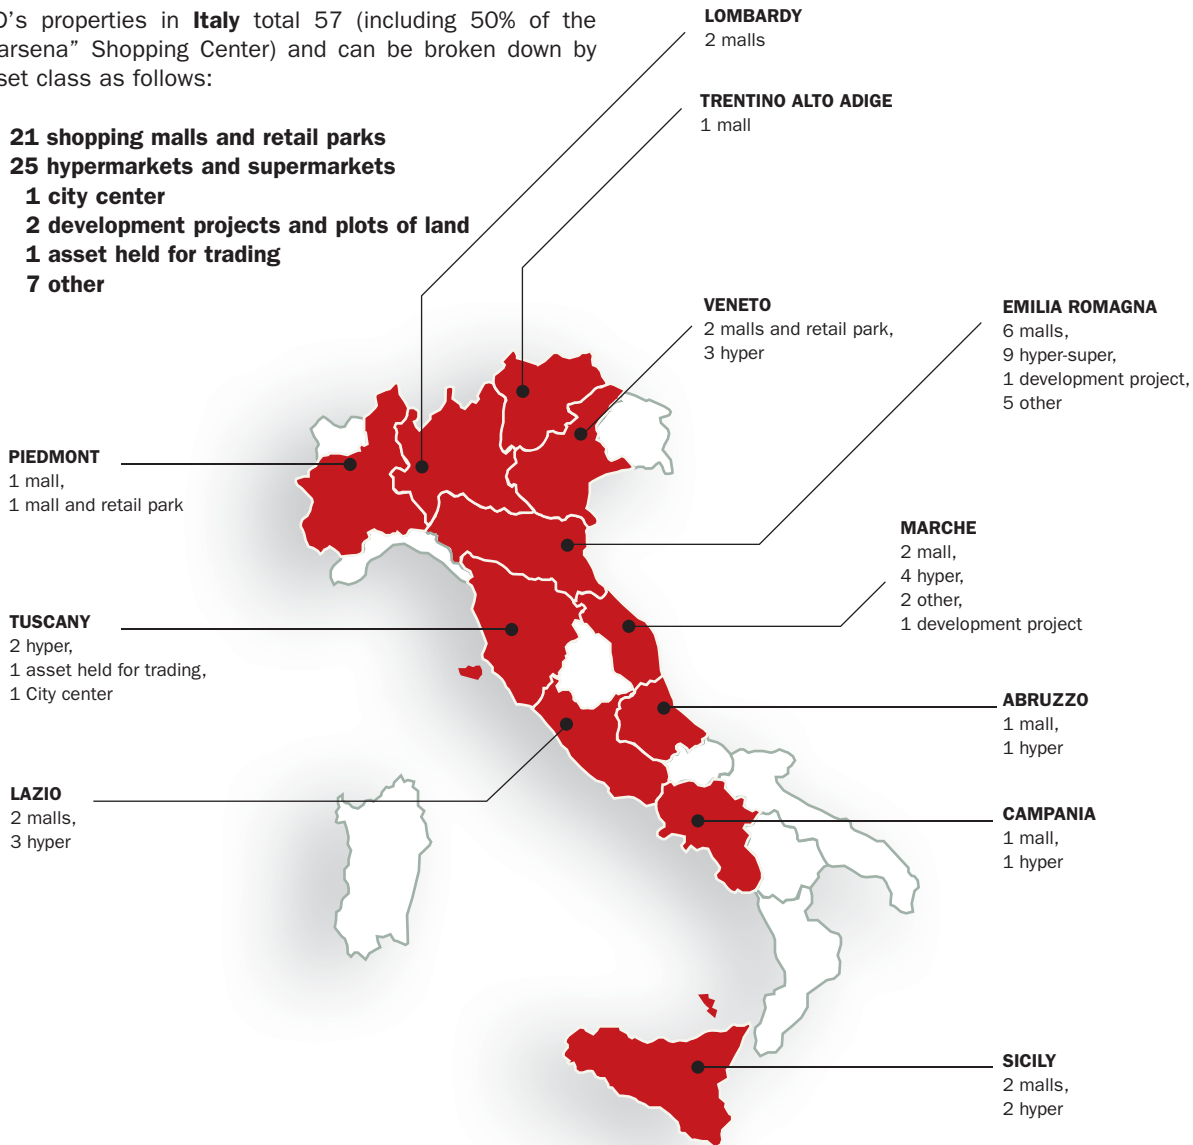 properties in Italy total 57 (including 50% of the
Shopping Center) and can be broken down by
class as follows:
21 shopping malls and retail parks
25 hypermarkets and supermarkets
1 city center
2 development projects and plots of land
1 asset held for trading
7 other
LOMBARDY
2 malls
TRENTINO ALTO ADIGE
1 mall
VENETO
2 malls and retail park,
3 hyper
EMILIA ROMAGNA
6 malls,
9 hyper-super,
1 development project,
5 other
PIEDMONT
1 mall,
1 mall and retail park
MARCHE
2 mall,
4 hyper,
2 other,
1 development project
TUSCANY
2 hyper,
1 asset held for trading,
1 City center
ABRUZZO
1 mall,
1 hyper
LAZIO
2 malls,
3 hyper
CAMPANIA
1 mall,
1 hyper
SICILY
2 malls,
2 hyper